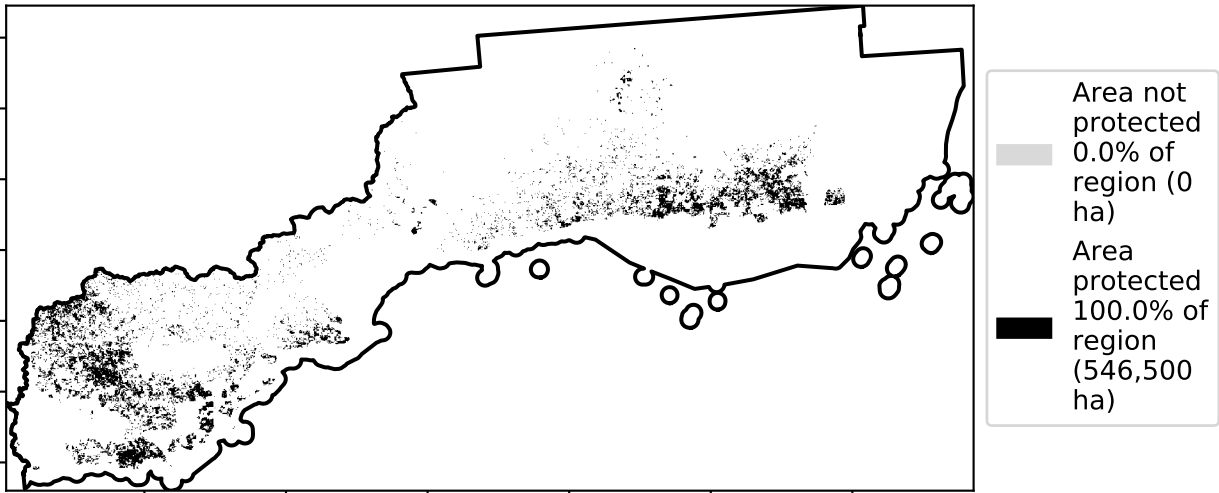 Area not
protected
0.0% of
region (0
ha)
Area
protected
100.0% of
region
(546,500
ha)